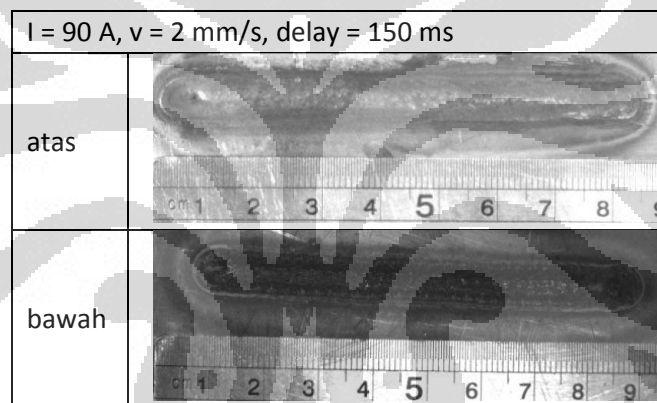 I = 90 A, v = 2 mm/s, delay = 150 ms
atas
cm 1 2 3 4 5 6 7 8 9
bawah
cm 1 2 3 4 5 6 7 8 9